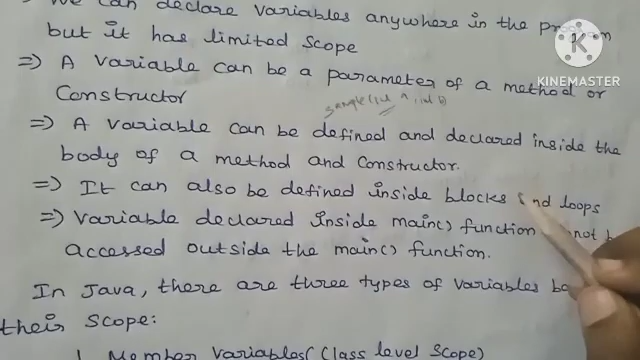 We can declare variables anywhere in the program
but it has limited scope
=> A variable can be a parameter of a method or
constructor
sample(int
=> A variable can be defined and declared inside the
body of a method and constructor.
=> It can also be defined inside blocks and loops
=> variable declared inside main() function
accessed outside the main() function.
In Java, there are three types of variables
their scope:
1. Member variables (class level scope)
KINEMASTER